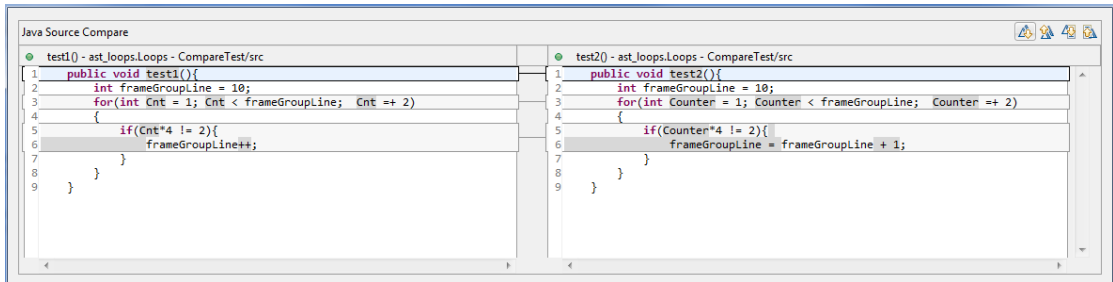 Java Source Compare
test1() - ast_loops.Loops - CompareTest/src
1 public void test1(){
2 int frameGroupLine = 10;
3 for(int Cnt = 1; Cnt < frameGroupLine; Cnt =+ 2)
4 {
5 if(Cnt*4 != 2){
6 frameGroupLine++;
7 }
8 }
9 }
test2() - ast_loops.Loops - CompareTest/src
1 public void test2(){
2 int frameGroupLine = 10;
3 for(int Counter = 1; Counter < frameGroupLine; Counter =+ 2)
4 {
5 if(Counter*4 != 2){
6 frameGroupLine = frameGroupLine + 1;
7 }
8 }
9 }